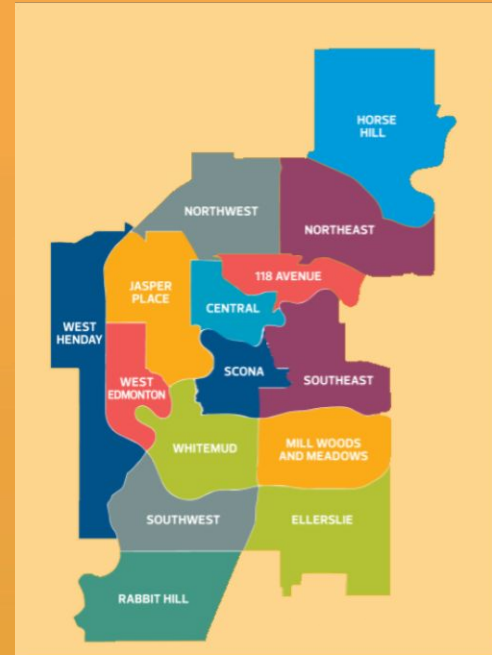 HORSE
HILL
NORTHWEST
NORTHEAST
118 AVENUE
JASPER
PLACE
CENTRAL
WEST
HENDAY
SCONA
WEST
EDMONTON
SOUTHEAST
WHITEMUD
MILL WOODS
AND MEADOWS
SOUTHWEST
ELLERSLIE
RABBIT HILL